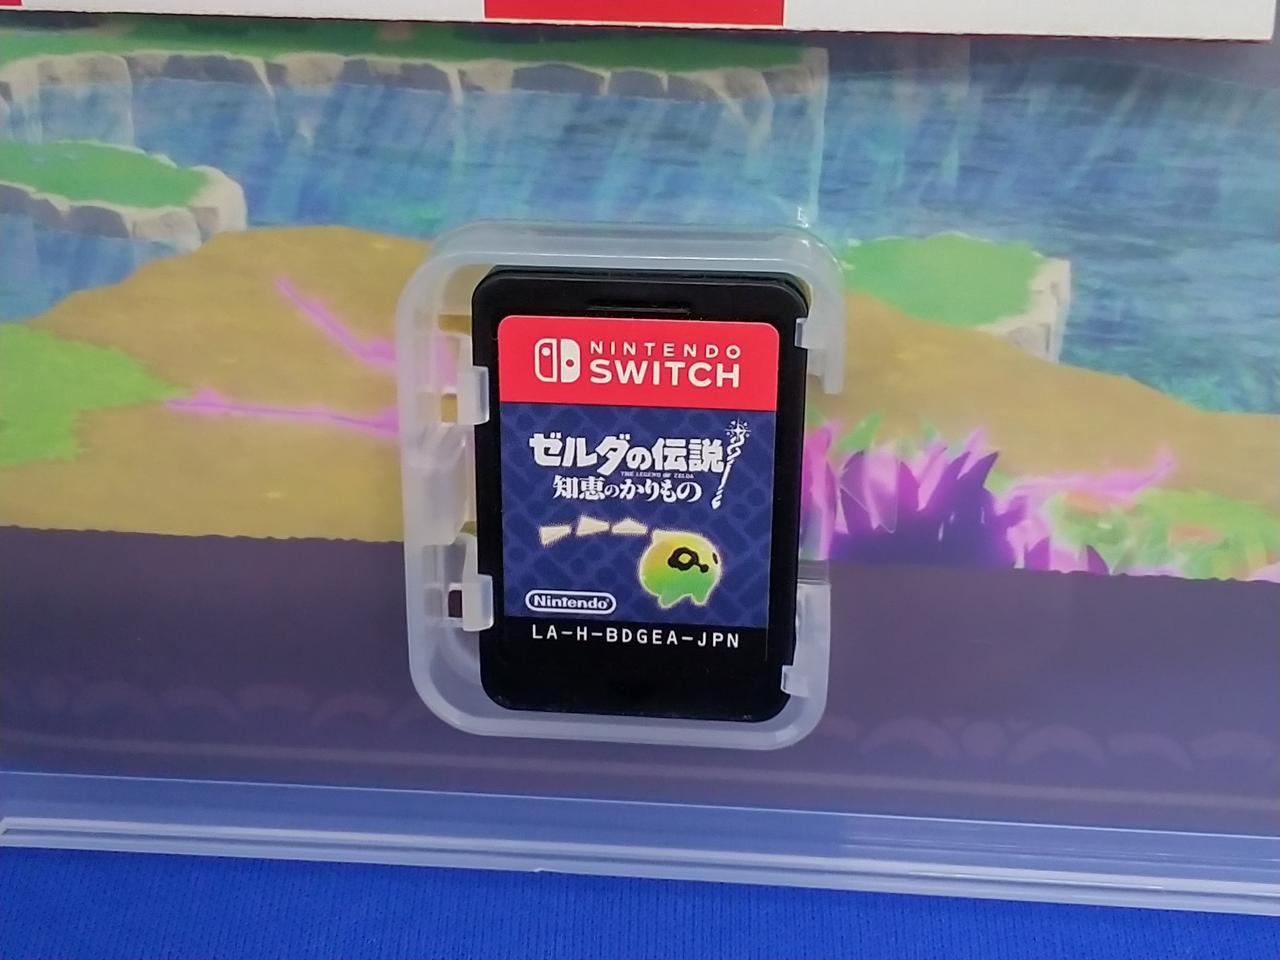 NINTENDO
SWITCH
ゼルダの伝説
THE LEGEND OF ZELDA
知恵のかりもの
Nintendo
LA-H-BDGEA-JPN